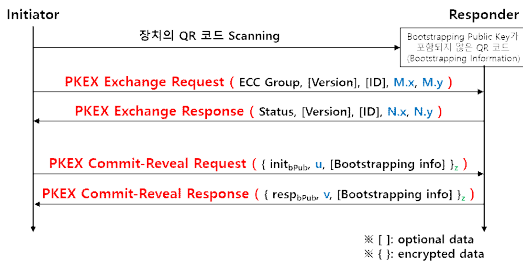 Initiator Responder
장치의 QR 코드 Scanning
Bootstrapping Public Key가
포함되지 않은 QR 코드
(Bootstrapping Information)
PKEX Exchange Request ( ECC Group, [Version], [ID], M.x, M.y )
PKEX Exchange Response ( Status, [Version], [ID], N.x, N.y )
PKEX Commit-Reveal Request ( { initbPub, u, [Bootstrapping info] }z )
PKEX Commit-Reveal Response ( { respbPub, v, [Bootstrapping info] }z )
※ [ ]: optional data
※ { }: encrypted data